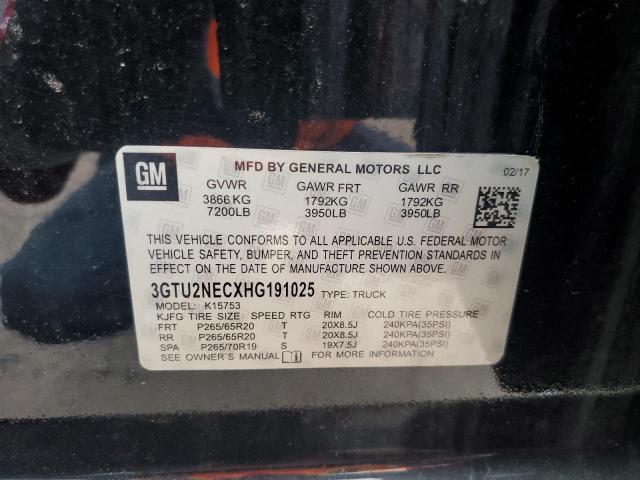 GM MFD BY GENERAL MOTORS LLC 02/17
GVWR GAWR FRT GAWR RR
3866 KG 1792KG 1792KG
7200LB 3950LB 3950LB
THIS VEHICLE CONFORMS TO ALL APPLICABLE U.S. FEDERAL MOTOR
VEHICLE SAFETY, BUMPER, AND THEFT PREVENTION STANDARDS IN
EFFECT ON THE DATE OF MANUFACTURE SHOWN ABOVE.
3GTU2NECXHG191025 TYPE: TRUCK
MODEL: K15753
KJFG TIRE SIZE SPEED RTG RIM COLD TIRE PRESSURE
FRT P265/65R20 T 20X8.5J 240KPA(35PSI)
RR P265/65R20 T 20X8.5J 240KPA(35PSI)
SPA P265/70R19 S 19X7.5J 240KPA(35PSI)
SEE OWNER'S MANUAL FOR MORE INFORMATION.